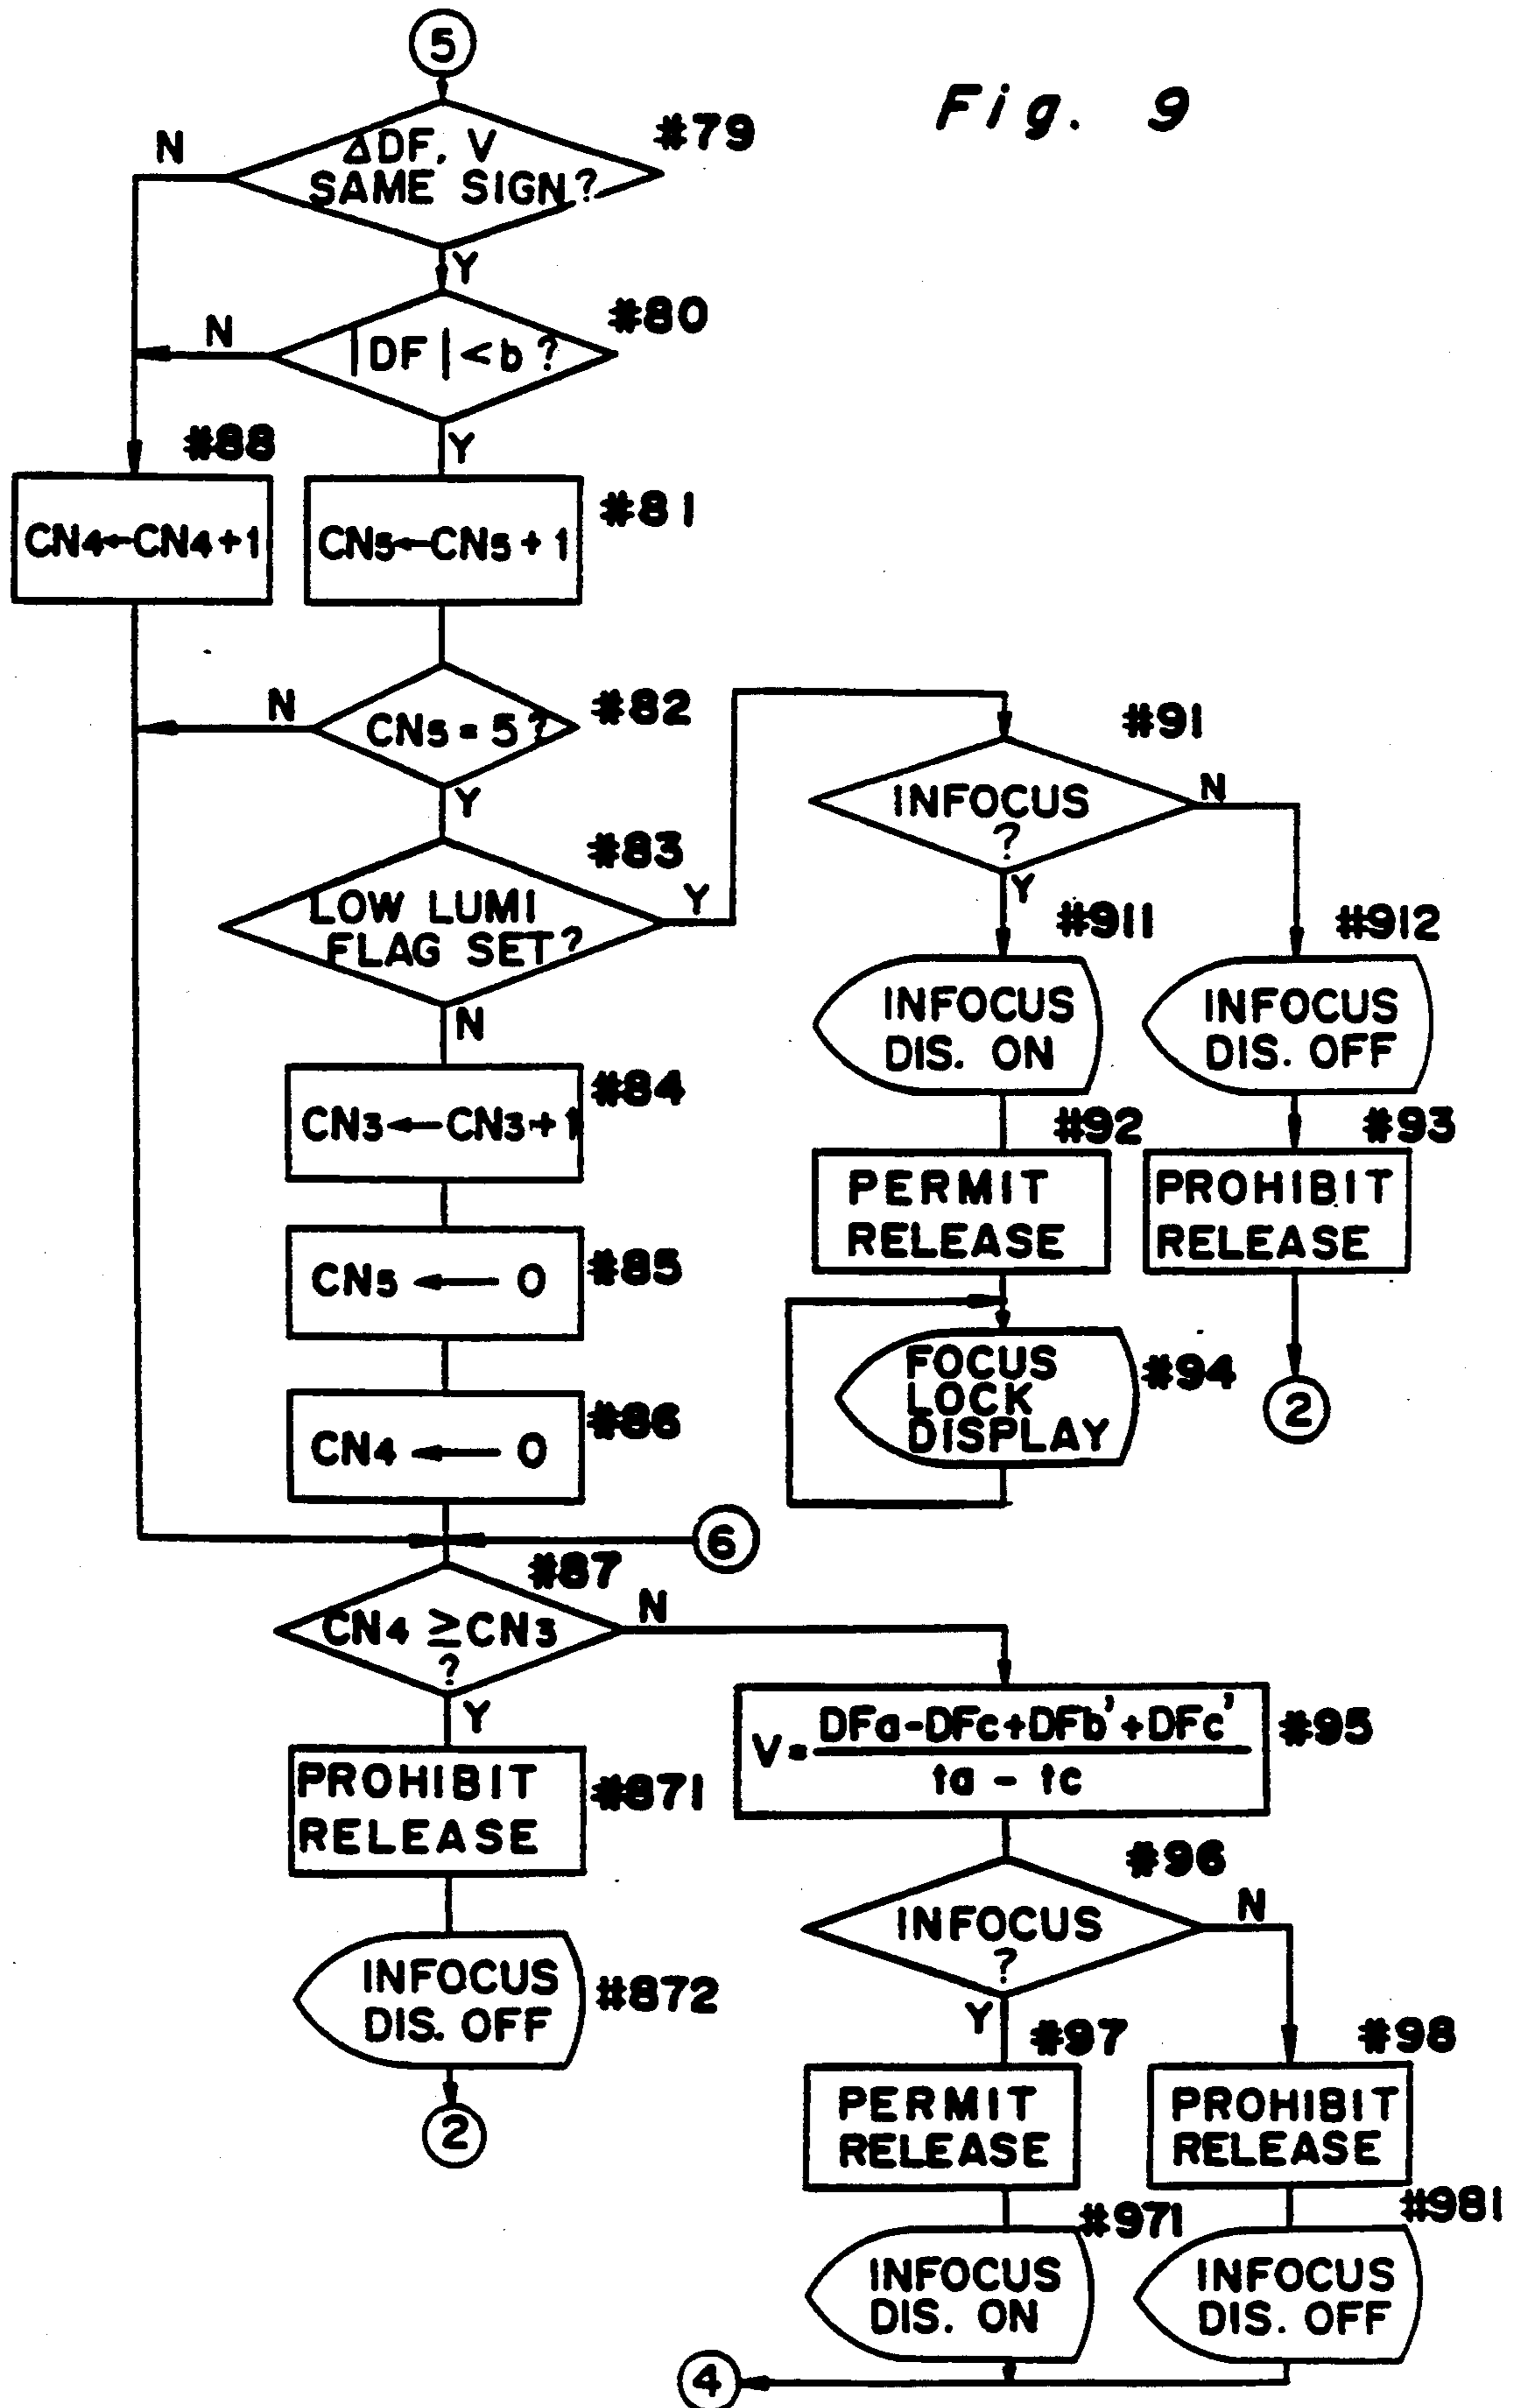 5
Fig. 9
#79
N
ΔDF, V
SAME SIGN?
Y
#80
N
|DF|<b?
Y
#88
CN4←CN4+1
#81
CN5←CN5+1
#82
N
CN5=5?
Y
#83
LOW LUMI
FLAG SET?
Y
N
#91
INFOCUS
?
N
Y
#911
INFOCUS
DIS. ON
#912
INFOCUS
DIS. OFF
#84
CN3←CN3+1
#92
PERMIT
RELEASE
#93
PROHIBIT
RELEASE
#85
CN5←0
#94
FOCUS
LOCK
DISPLAY
2
#86
CN4←0
6
#87
CN4≧CN3
?
N
Y
#871
PROHIBIT
RELEASE
#95
V=
DFa-DFc+DFb'+DFc'
ta - tc
#872
INFOCUS
DIS. OFF
2
#96
INFOCUS
?
N
Y
#97
PERMIT
RELEASE
#98
PROHIBIT
RELEASE
#971
INFOCUS
DIS. ON
#981
INFOCUS
DIS. OFF
4